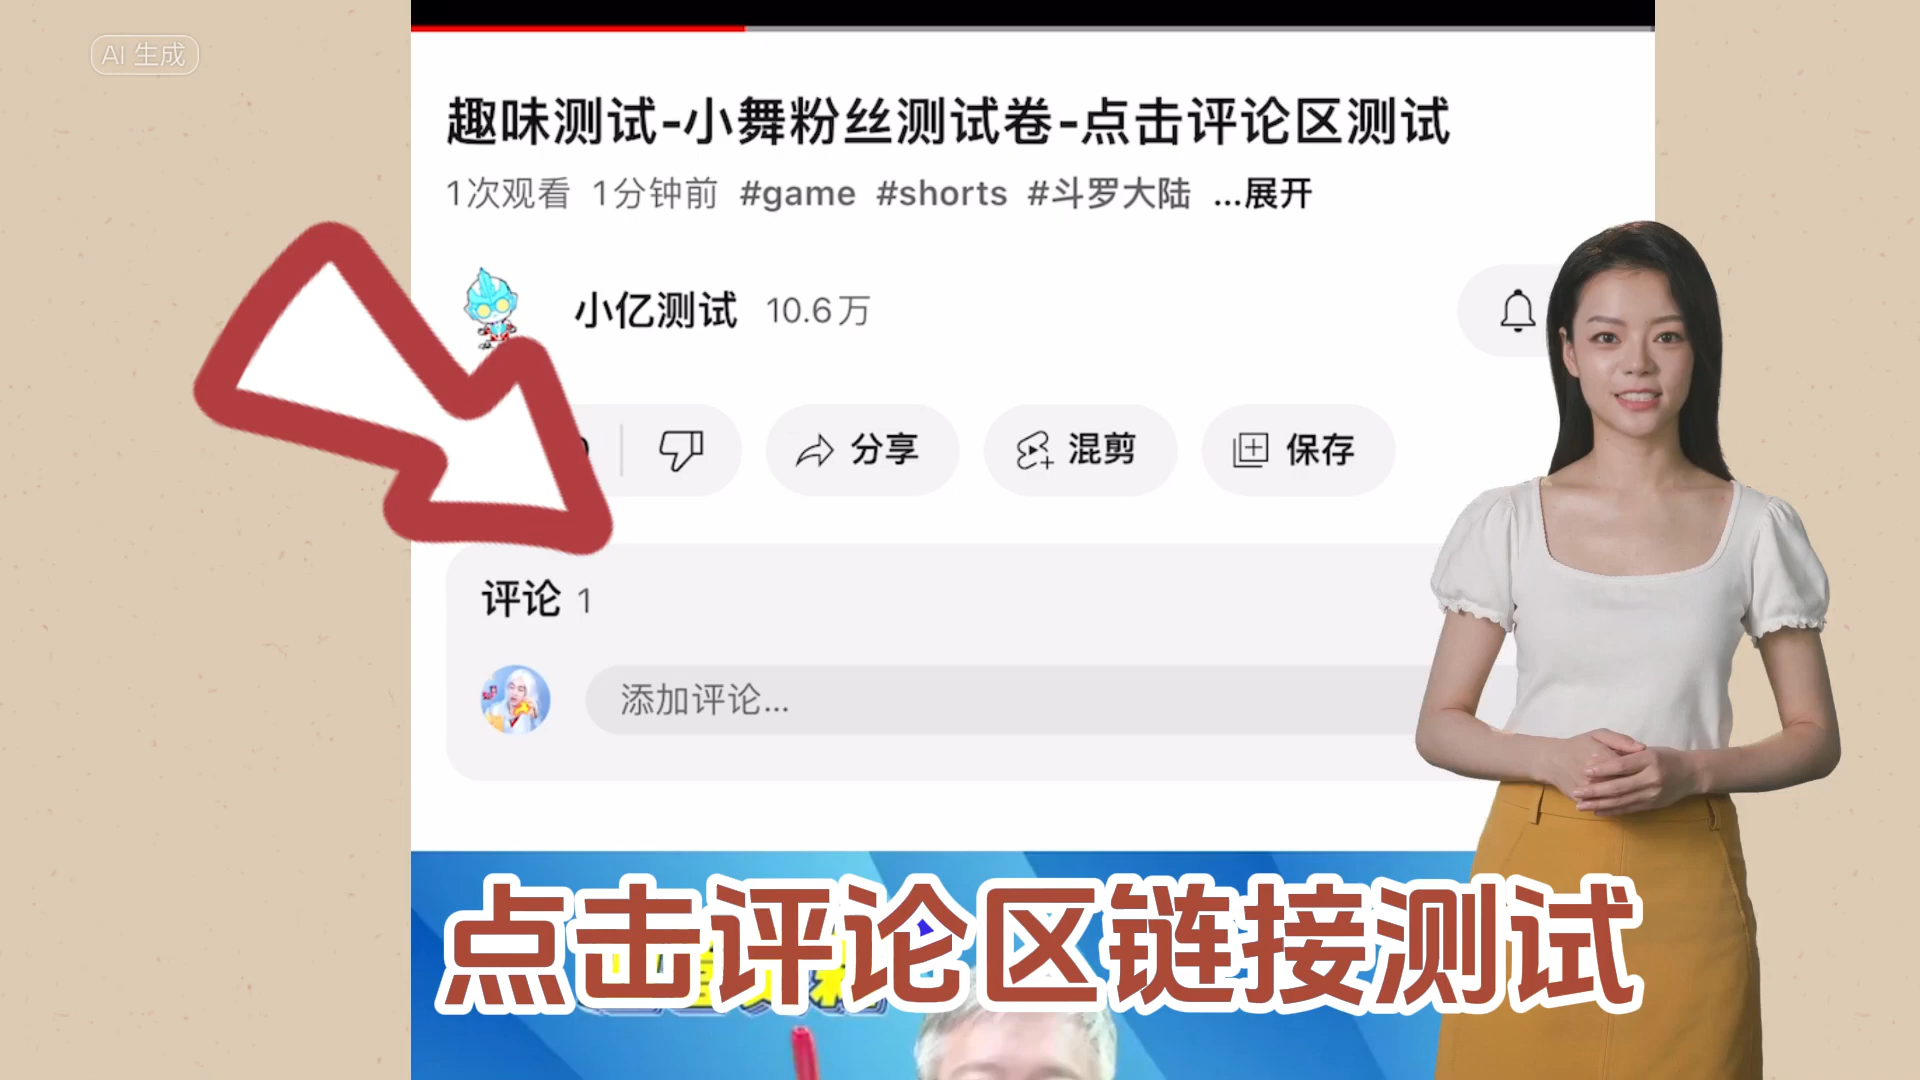 AI 生成
趣味测试-小舞粉丝测试卷-点击评论区测试
1次观看 1分钟前 #game #shorts #斗罗大陆 ...展开
小亿测试 10.6万
分享
混剪
保存
评论 1
添加评论...
点击评论区链接测试